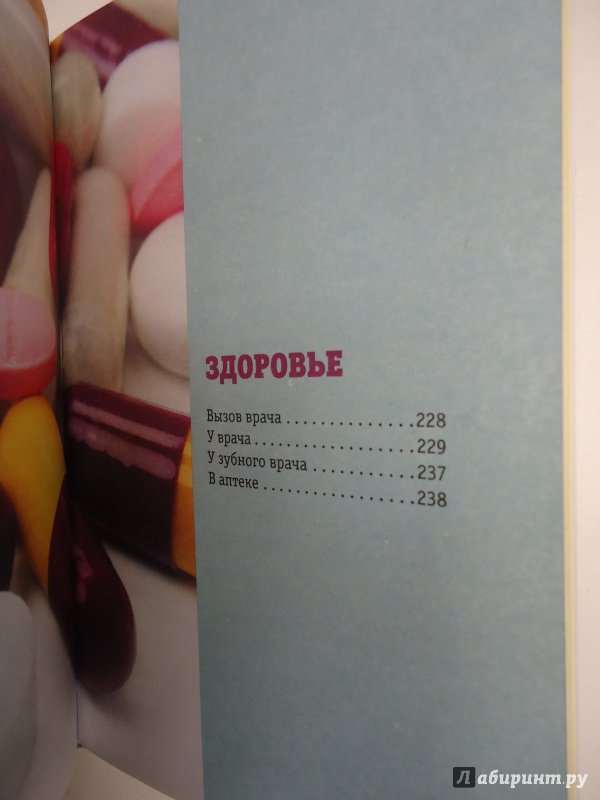 ЗДОРОВЬЕ
Вызов врача ...............228
У врача ...................229
У зубного врача ...........237
В аптеке ..................238
Л лабиринт.ру